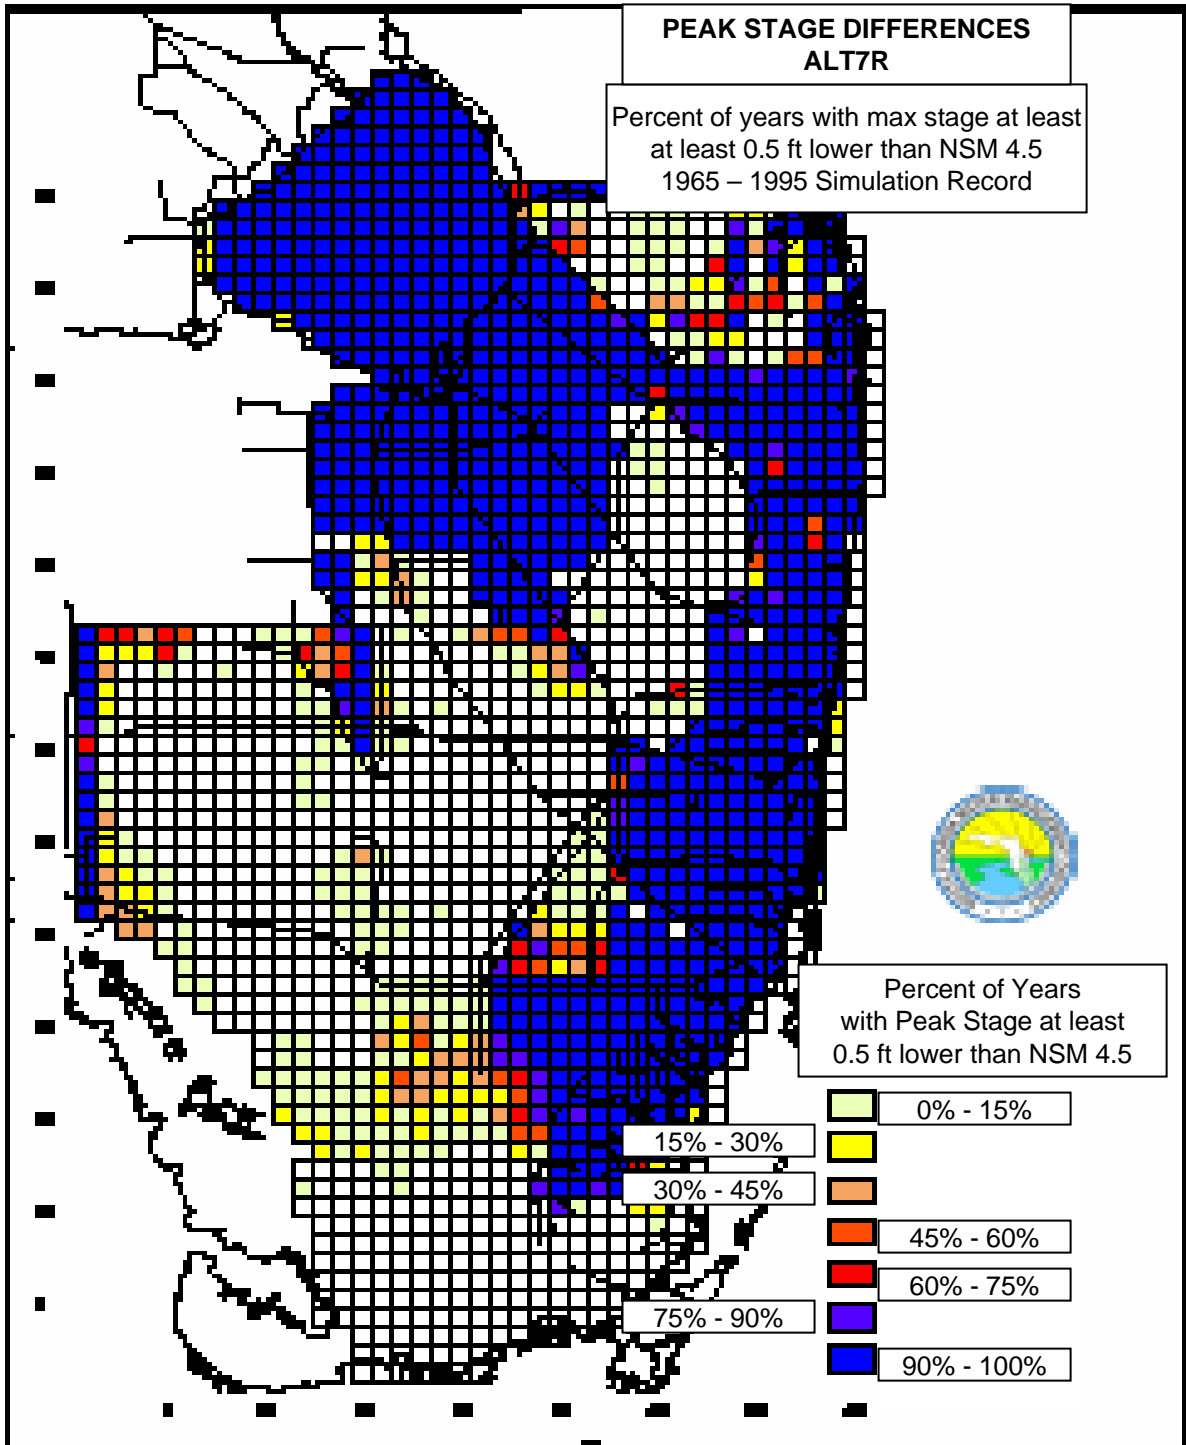 PEAK STAGE DIFFERENCES
ALT7R
Percent of years with max stage at least
at least 0.5 ft lower than NSM 4.5
1965 – 1995 Simulation Record
Percent of Years
with Peak Stage at least
0.5 ft lower than NSM 4.5
0% - 15%
15% - 30%
30% - 45%
45% - 60%
60% - 75%
75% - 90%
90% - 100%